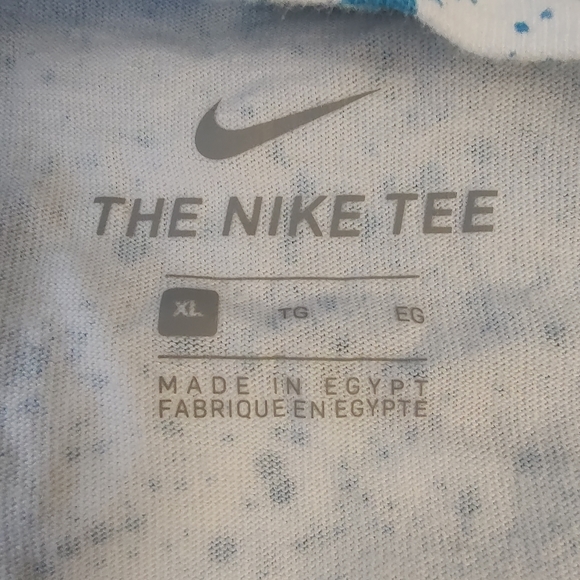 THE NIKE TEE
XL TG EG
MADE IN EGYPT
FABRIQUE EN EGYPTE